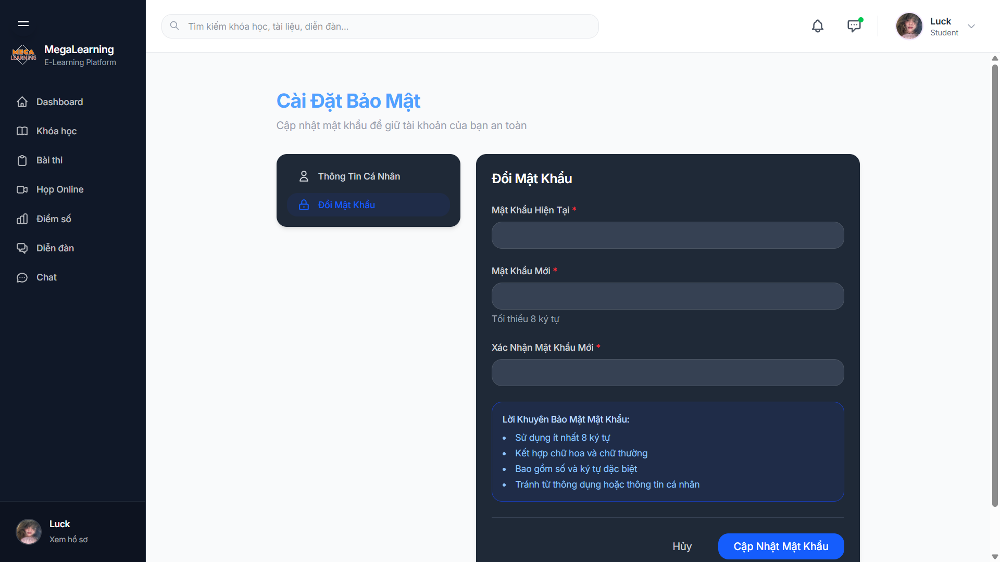 MEGA
LEARNING
MegaLearning
E-Learning Platform
Dashboard
Khóa học
Bài thi
Họp Online
Điểm số
Diễn đàn
Chat
Luck
Xem hồ sơ
Tìm kiếm khóa học, tài liệu, diễn đàn...
Luck
Student
Cài Đặt Bảo Mật
Cập nhật mật khẩu để giữ tài khoản của bạn an toàn
Thông Tin Cá Nhân
Đổi Mật Khẩu
Đổi Mật Khẩu
Mật Khẩu Hiện Tại *
Mật Khẩu Mới *
Tối thiểu 8 ký tự
Xác Nhận Mật Khẩu Mới *
Lời Khuyên Bảo Mật Mật Khẩu:
• Sử dụng ít nhất 8 ký tự
• Kết hợp chữ hoa và chữ thường
• Bao gồm số và ký tự đặc biệt
• Tránh từ thông dụng hoặc thông tin cá nhân
Hủy
Cập Nhật Mật Khẩu